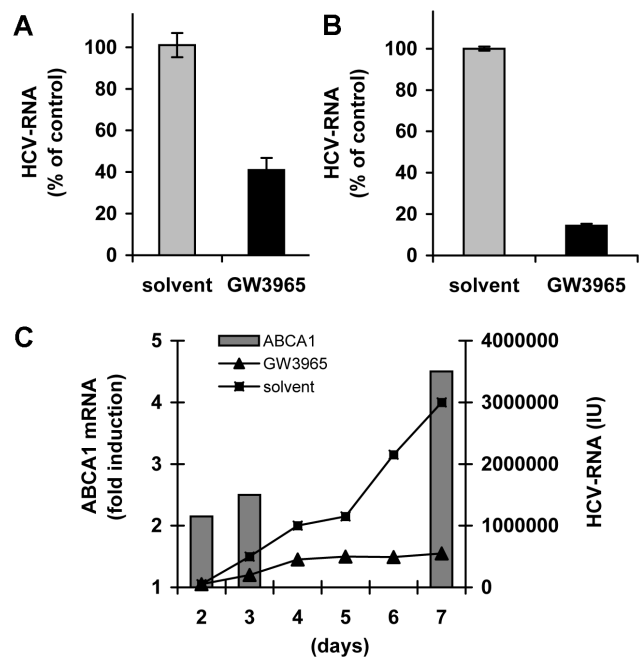 A
HCV-RNA
(% of control)
120
100
80
60
40
20
0
solvent GW3965
B
HCV-RNA
(% of control)
100
80
60
40
20
0
solvent GW3965
C
ABCA1 mRNA
(fold induction)
5
4
3
2
1
ABCA1
GW3965
solvent
4000000
3000000
2000000
1000000
0
HCV-RNA (IU)
2 3 4 5 6 7
(days)